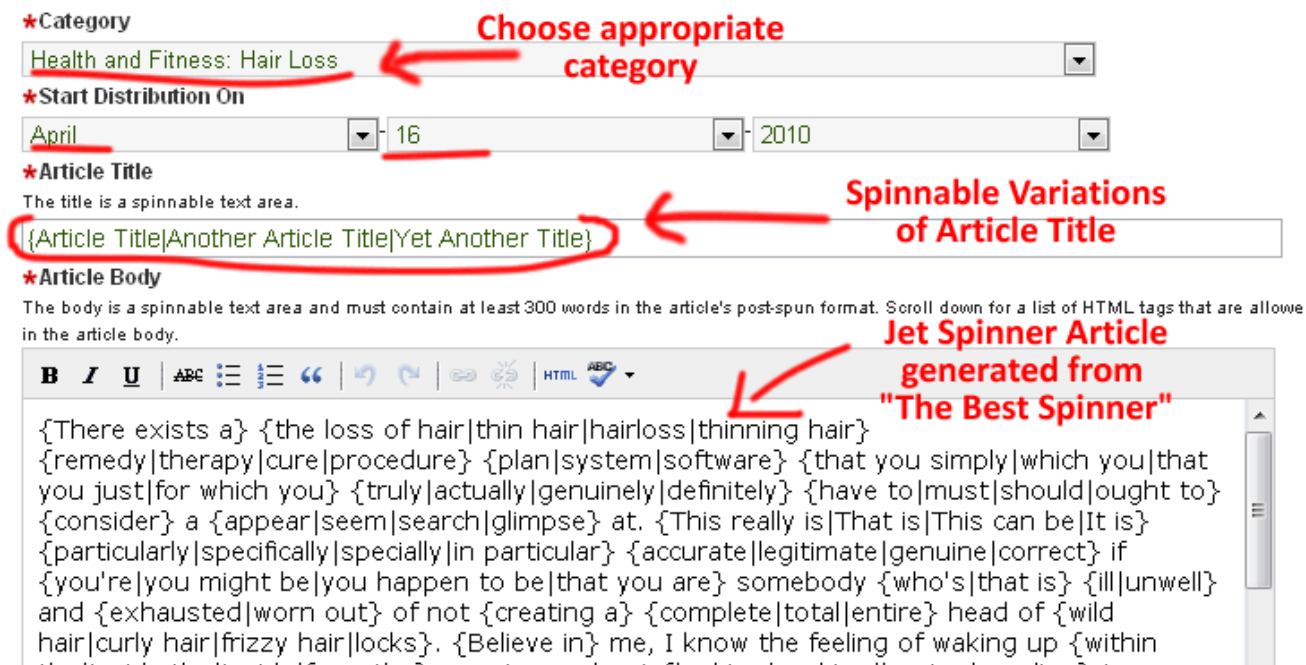 *Category
Choose appropriate
category
Health and Fitness: Hair Loss
*Start Distribution On
April - 16 - 2010
*Article Title
The title is a spinnable text area.
Spinnable Variations
of Article Title
{Article Title|Another Article Title|Yet Another Title}
*Article Body
The body is a spinnable text area and must contain at least 300 words in the article's post-spun format. Scroll down for a list of HTML tags that are allowe
in the article body.
Jet Spinner Article
generated from
"The Best Spinner"
B I U ABC HTML ABC
{There exists a} {the loss of hair|thin hair|hairloss|thinning hair}
{remedy|therapy|cure|procedure} {plan|system|software} {that you simply|which you|that
you just|for which you} {truly|actually|genuinely|definitely} {have to|must|should|ought to}
{consider} a {appear|seem|search|glimpse} at. {This really is|That is|This can be|It is}
{particularly|specifically|specially|in particular} {accurate|legitimate|genuine|correct} if
{you're|you might be|you happen to be|that you are} somebody {who's|that is} {ill|unwell}
and {exhausted|worn out} of not {creating a} {complete|total|entire} head of {wild
hair|curly hair|frizzy hair|locks}. {Believe in} me, I know the feeling of waking up {within